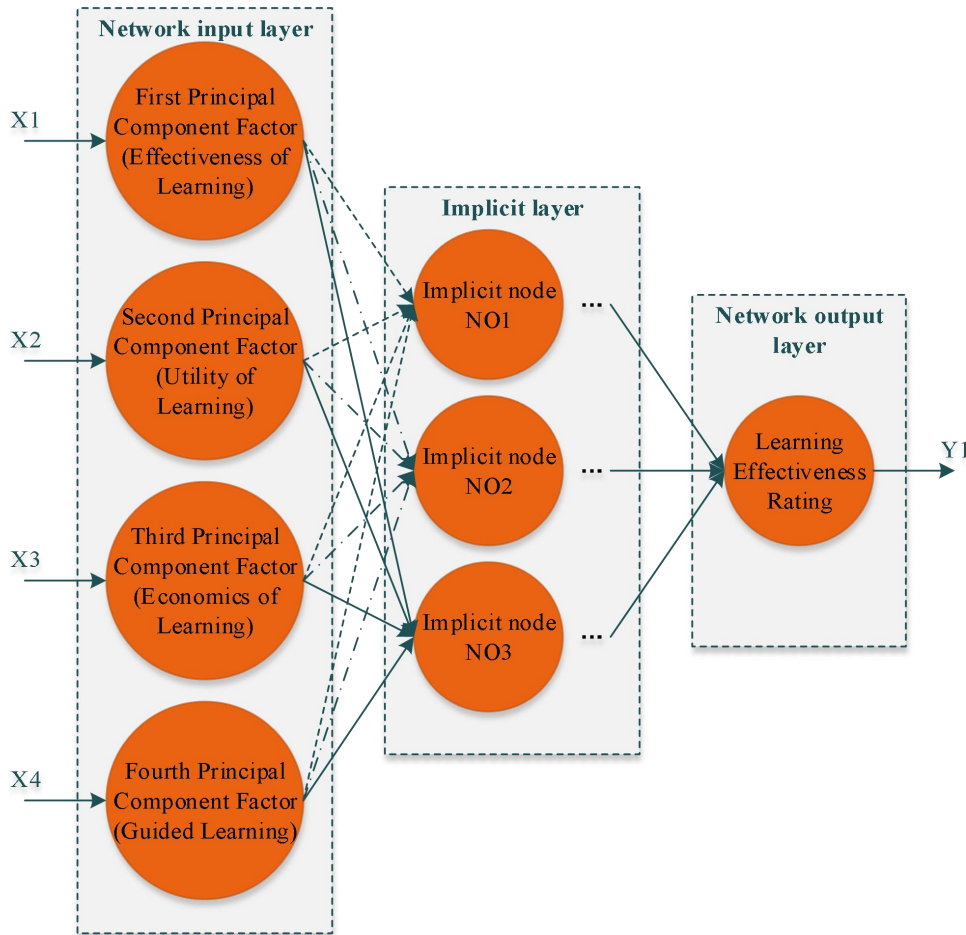 Network input layer
X1
First Principal
Component Factor
(Effectiveness of
Learning)
X2
Second Principal
Component Factor
(Utility of
Learning)
X3
Third Principal
Component Factor
(Economics of
Learning)
X4
Fourth Principal
Component Factor
(Guided Learning)
Implicit layer
Implicit node
NO1
...
Implicit node
NO2
...
Implicit node
NO3
...
Network output
layer
Learning
Effectiveness
Rating
Y1